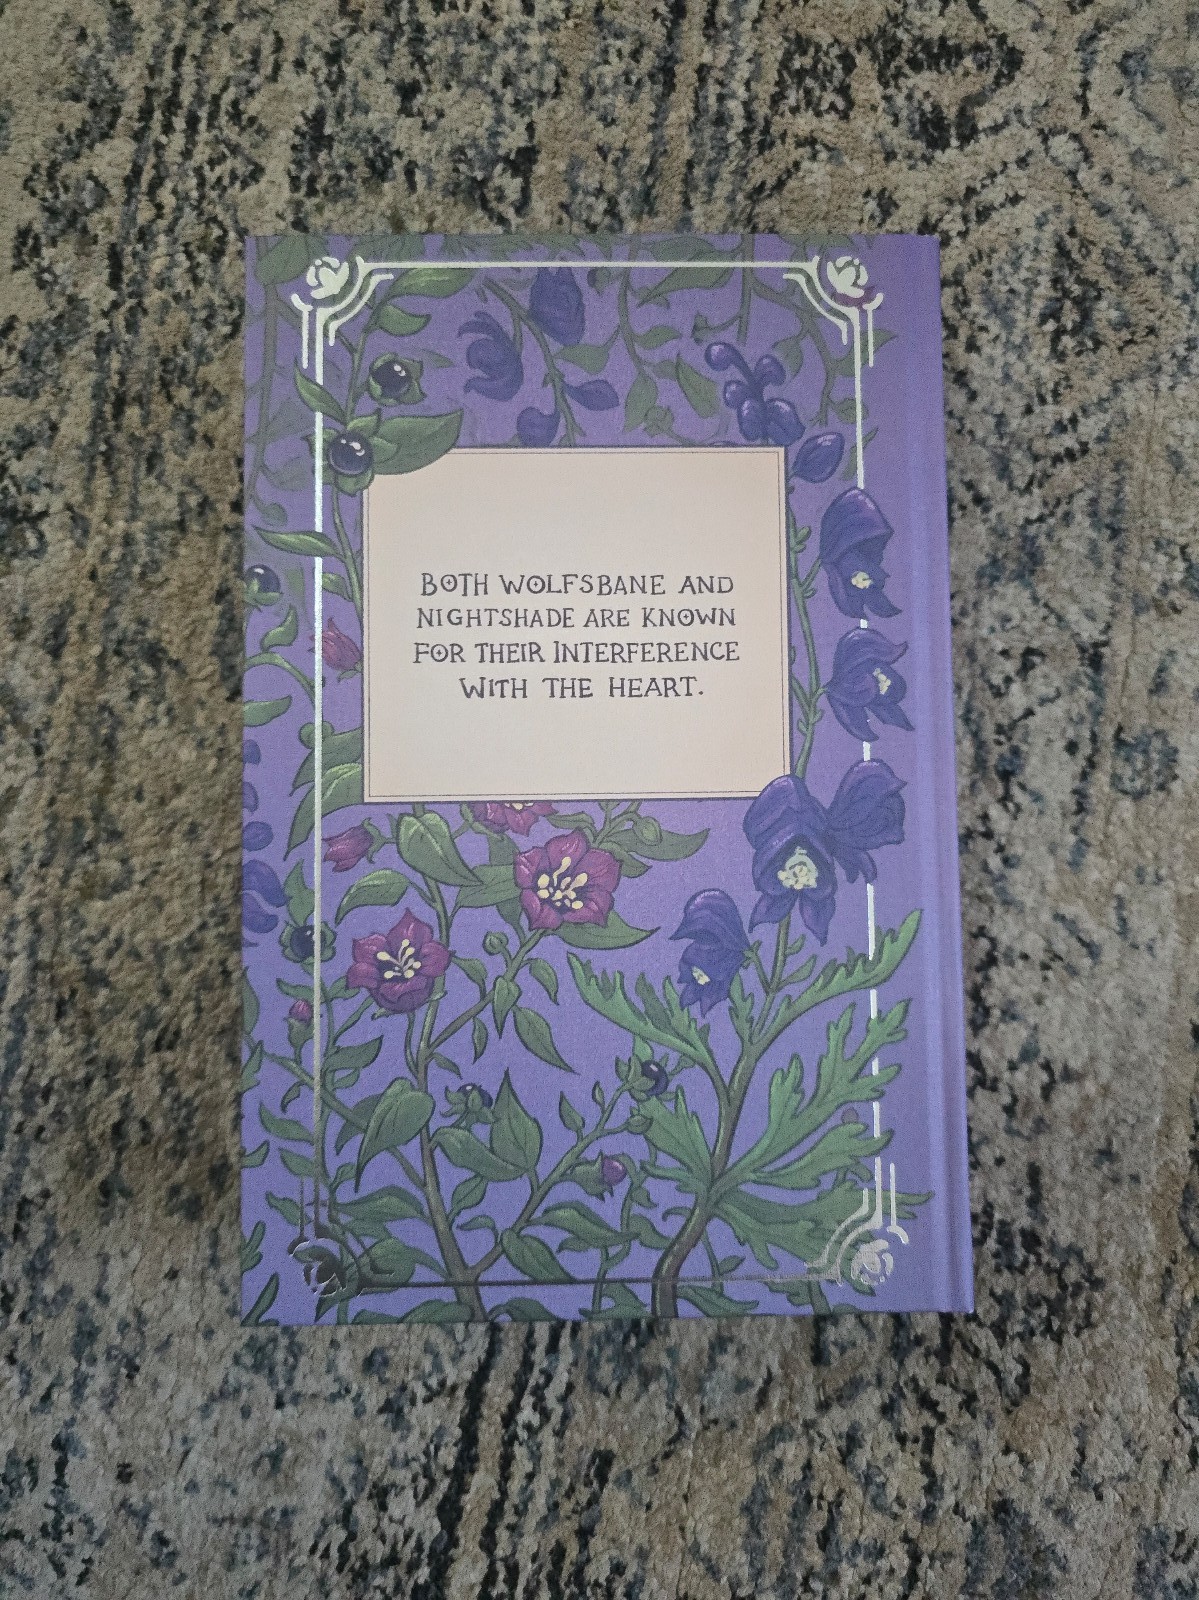 BOTH WOLFSBANE AND
NIGHTSHADE ARE KNOWN
FOR THEIR INTERFERENCE
WITH THE HEART.